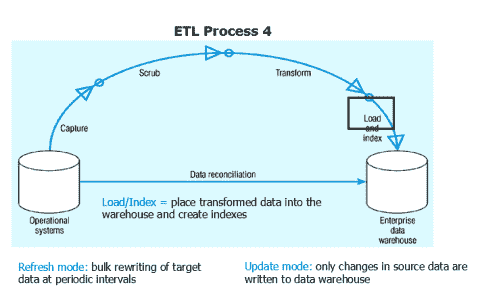 ETL Process 4
Scrub
Transform
Capture
Load
and
index
Data reconciliation
Operational
systems
Load/Index = place transformed data into the
warehouse and create indexes
Enterprise
data
warehouse
Refresh mode: bulk rewriting of target
data at periodic intervals
Update mode: only changes in source data are
written to data warehouse